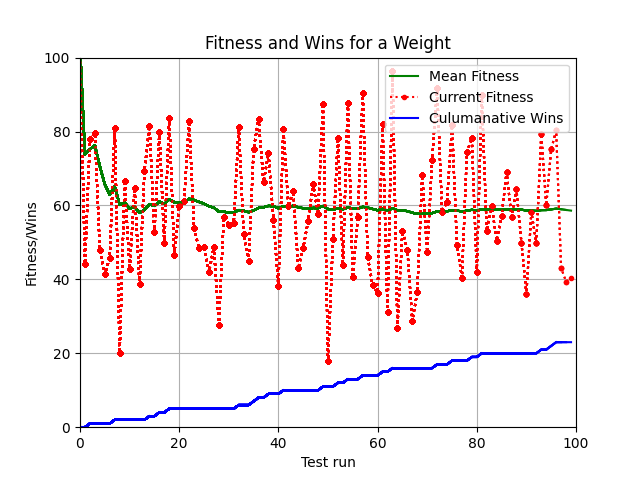 Fitness and Wins for a Weight
Mean Fitness
Current Fitness
Culumanative Wins
Fitness/Wins
100
80
60
40
20
0
0 20 40 60 80 100
Test run